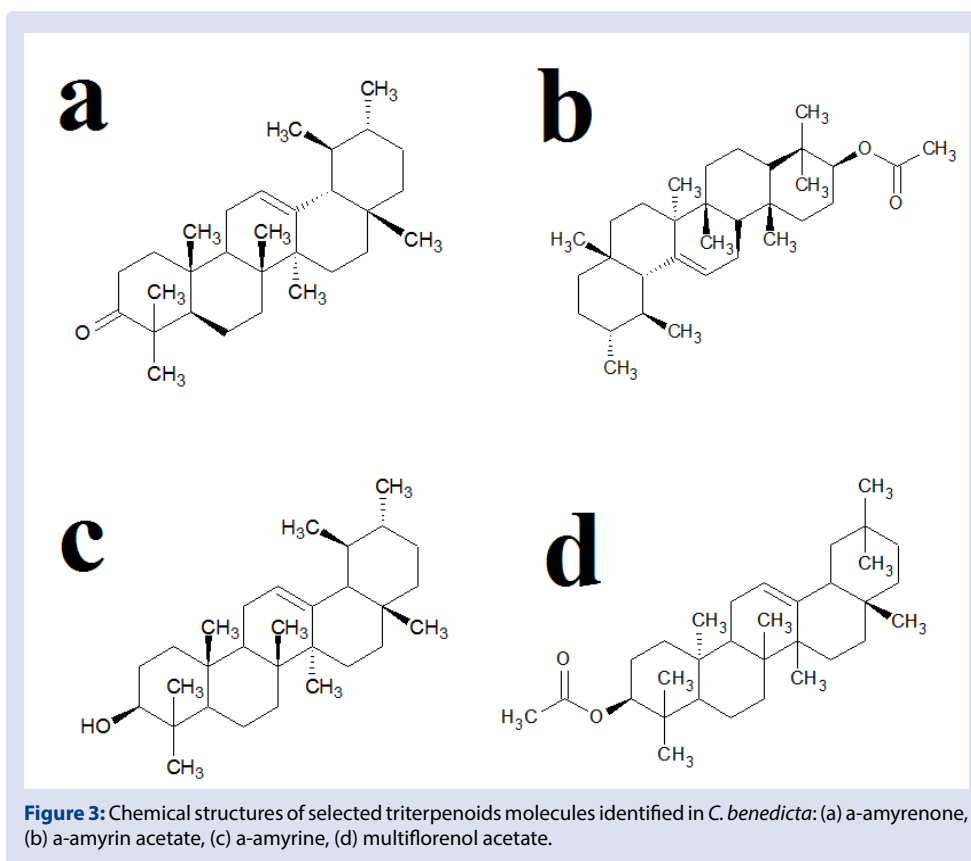 a
CH₃
H₃C
CH₃
CH₃
CH₃
CH₃
CH₃
O
CH₃
b
CH₃
O
CH₃
CH₃
CH₃
O
H₃C
CH₃
CH₃
CH₃
CH₃
c
CH₃
H₃C
CH₃
CH₃
CH₃
CH₃
CH₃
HO
CH₃
d
CH₃
CH₃
CH₃
CH₃
CH₃
O
CH₃
CH₃
H₃C
O
CH₃
Figure 3: Chemical structures of selected triterpenoids molecules identified in C. benedicta: (a) a-amyrenone,
(b) a-amyrin acetate, (c) a-amyrine, (d) multiflorenol acetate.